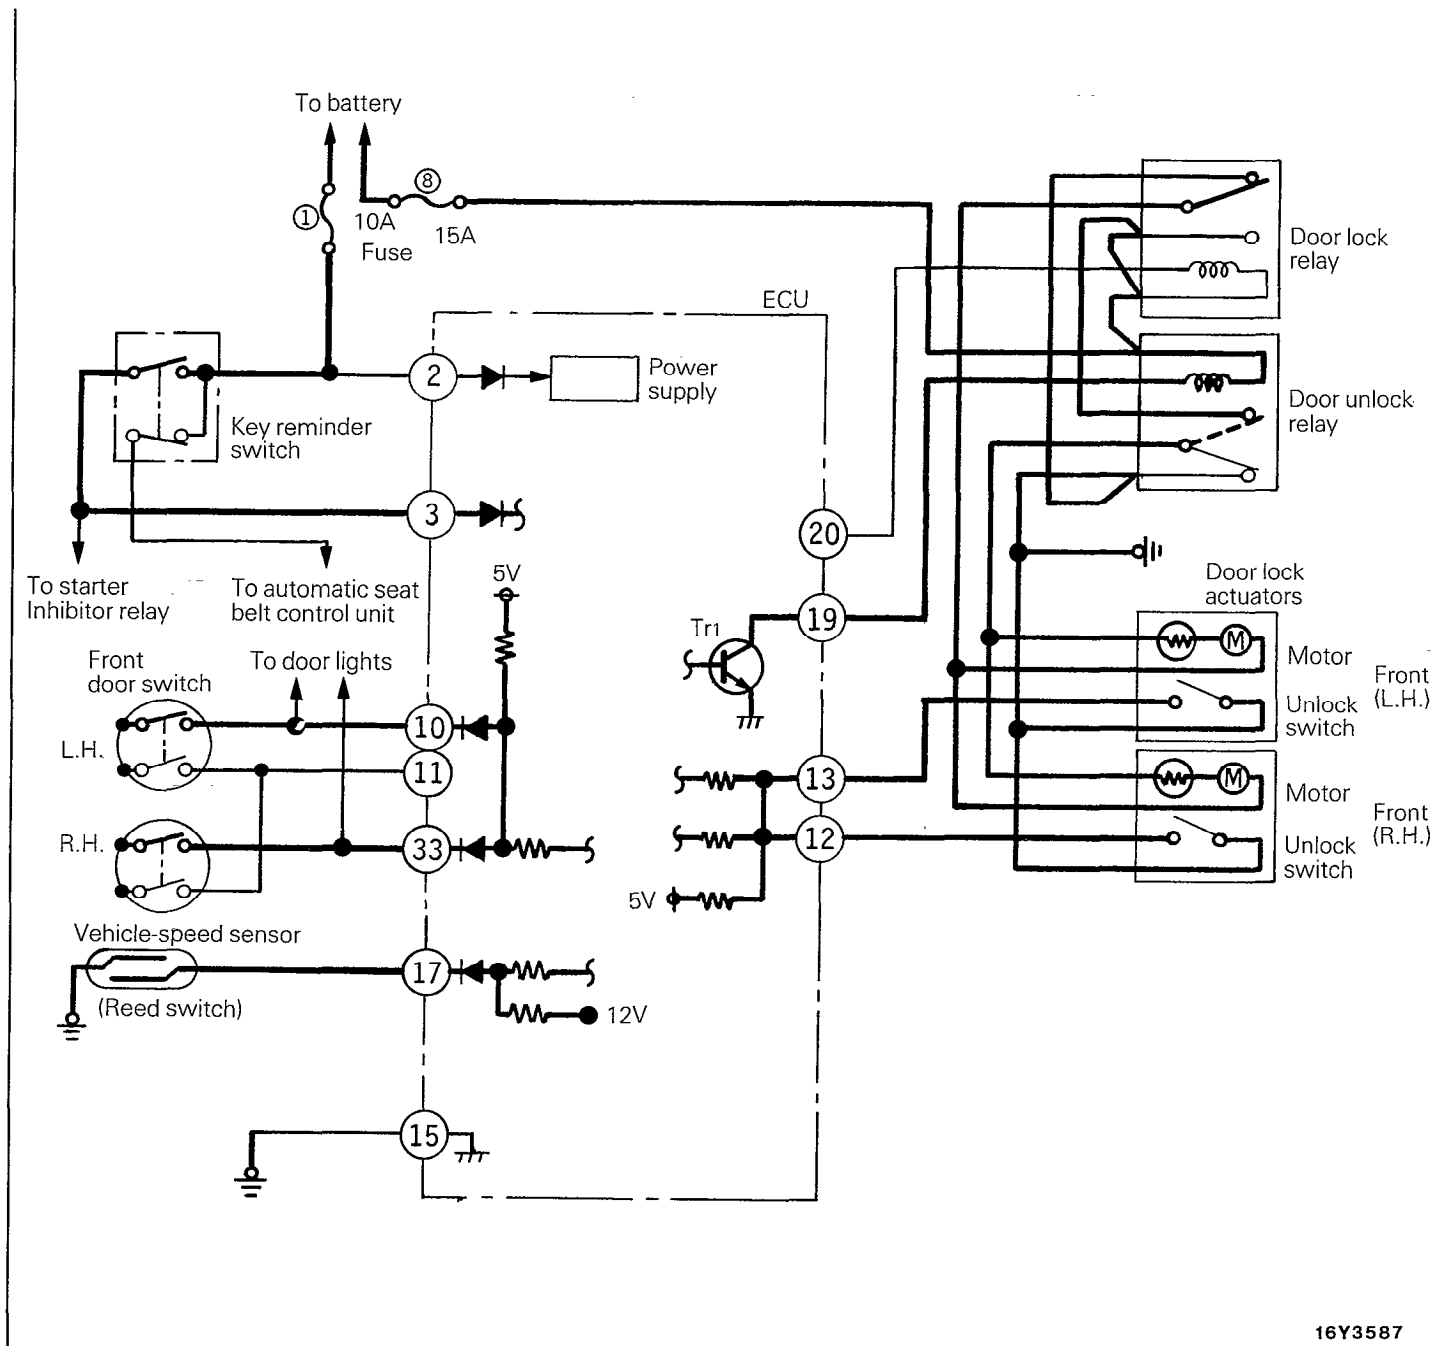 To battery
8
1
10A
15A
Fuse
Door lock
relay
ECU
2
Power
supply
Key reminder
switch
Door unlock
relay
3
20
To starter
Inhibitor relay
To automatic seat
belt control unit
5V
Door lock
actuators
19
Tr1
Front
door switch
To door lights
M
Motor
Front
(L.H.)
Unlock
switch
10
L.H.
11
13
M
Motor
Front
(R.H.)
R.H.
33
12
Unlock
switch
5V
Vehicle-speed sensor
17
(Reed switch)
12V
15
16Y3587